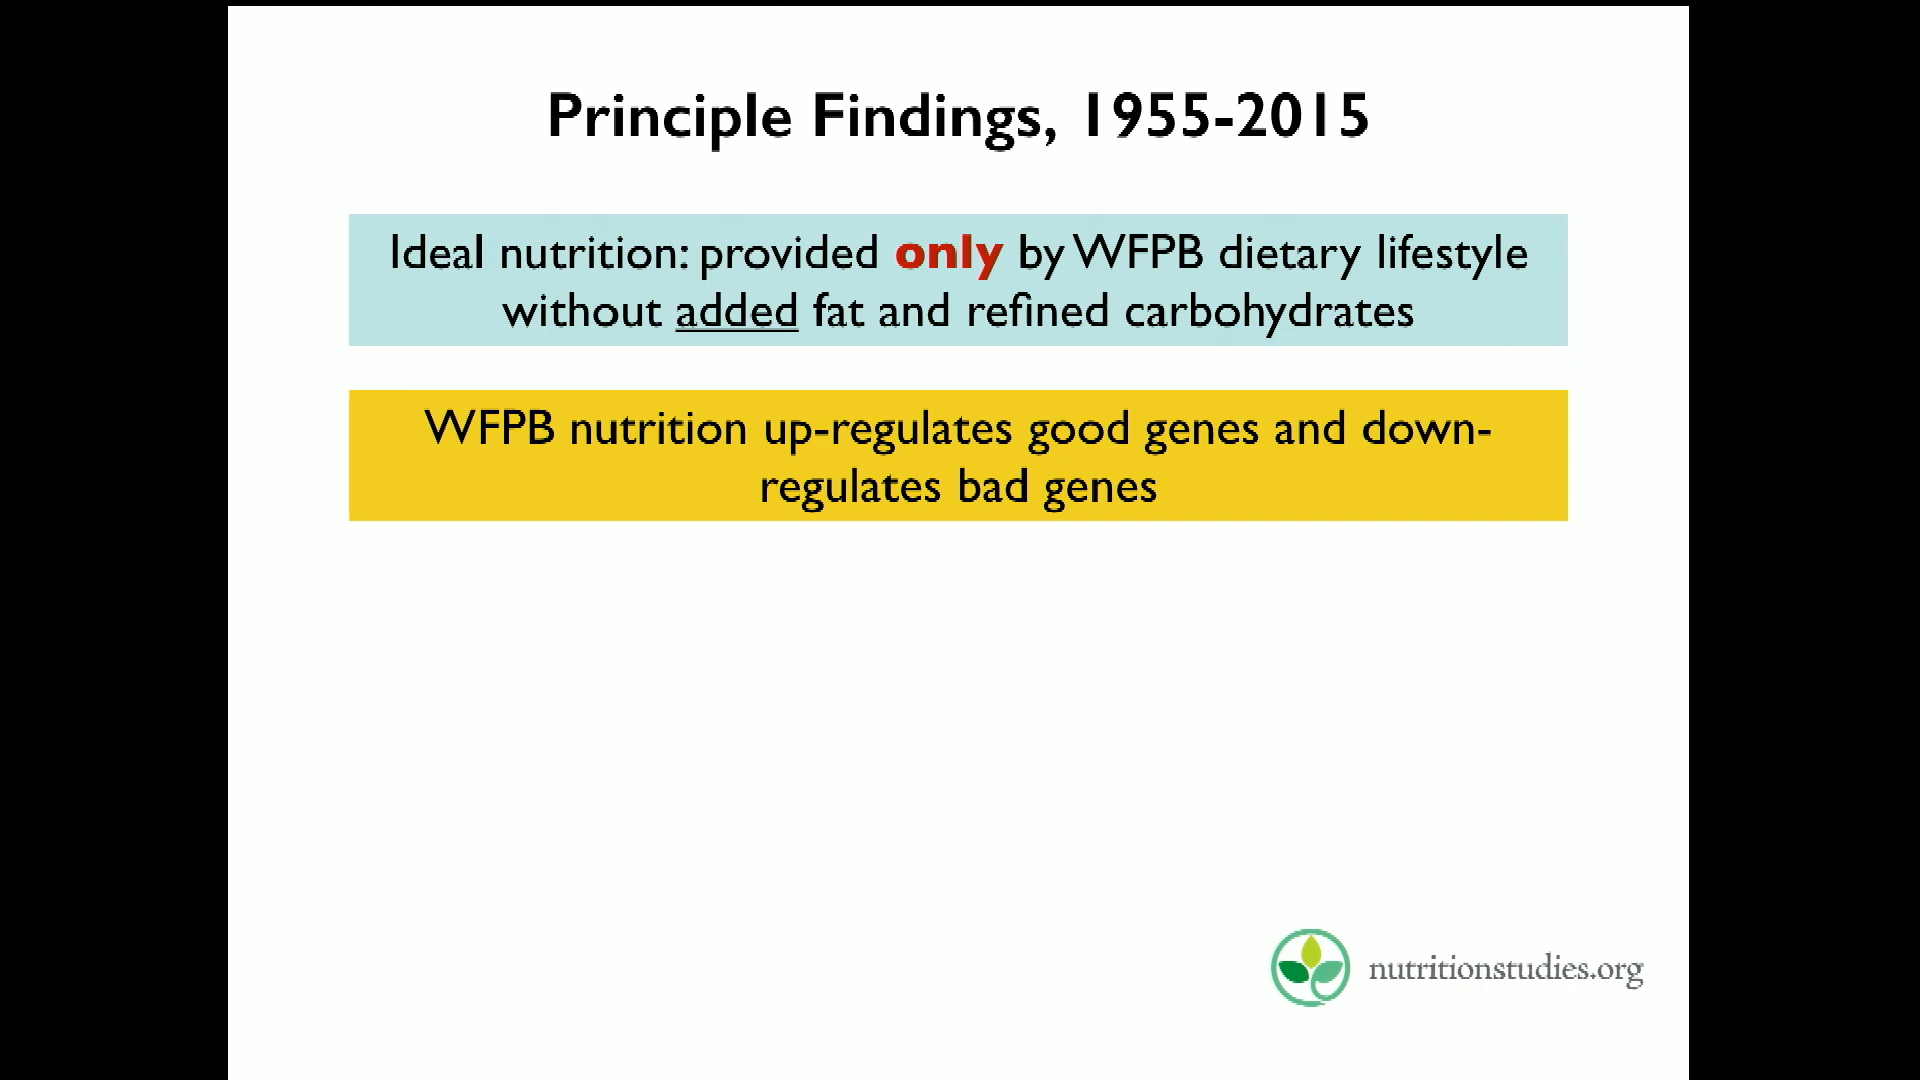 Principle Findings, 1955-2015
Ideal nutrition: provided only by WFPB dietary lifestyle
without added fat and refined carbohydrates
WFPB nutrition up-regulates good genes and down-
regulates bad genes
nutritionstudies.org